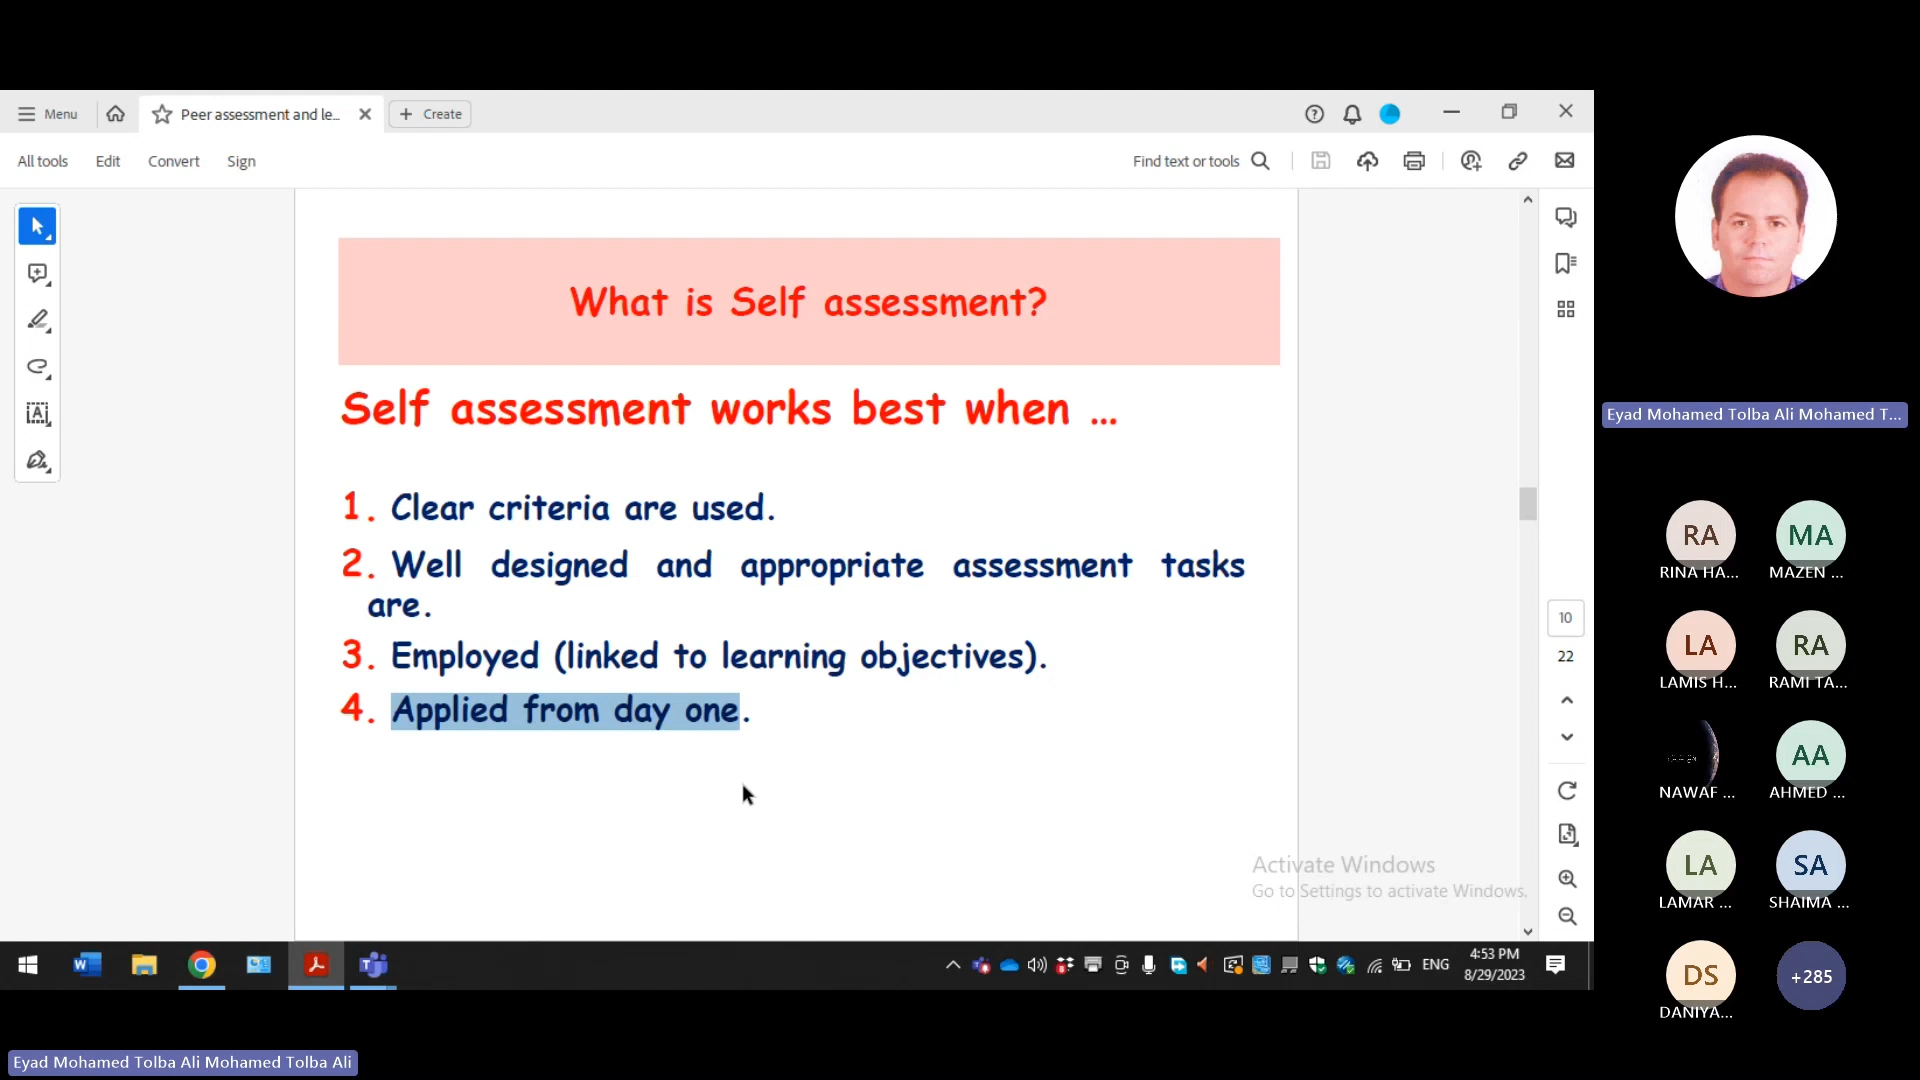 Menu
Peer assessment and le...
Create
All tools
Edit
Convert
Sign
Find text or tools
What is Self assessment?
Self assessment works best when ...
1. Clear criteria are used.
2. Well designed and appropriate assessment tasks
are.
3. Employed (linked to learning objectives).
4. Applied from day one.
10
22
Activate Windows
Go to Settings to activate Windows.
ENG
4:53 PM
8/29/2023
Eyad Mohamed Tolba Ali Mohamed T...
RA
RINA HA...
MA
MAZEN ...
LA
LAMIS H...
RA
RAMI TA...
NAWAF ...
AA
AHMED ...
LA
LAMAR ...
SA
SHAIMA ...
DS
DANIYA...
+285
Eyad Mohamed Tolba Ali Mohamed Tolba Ali